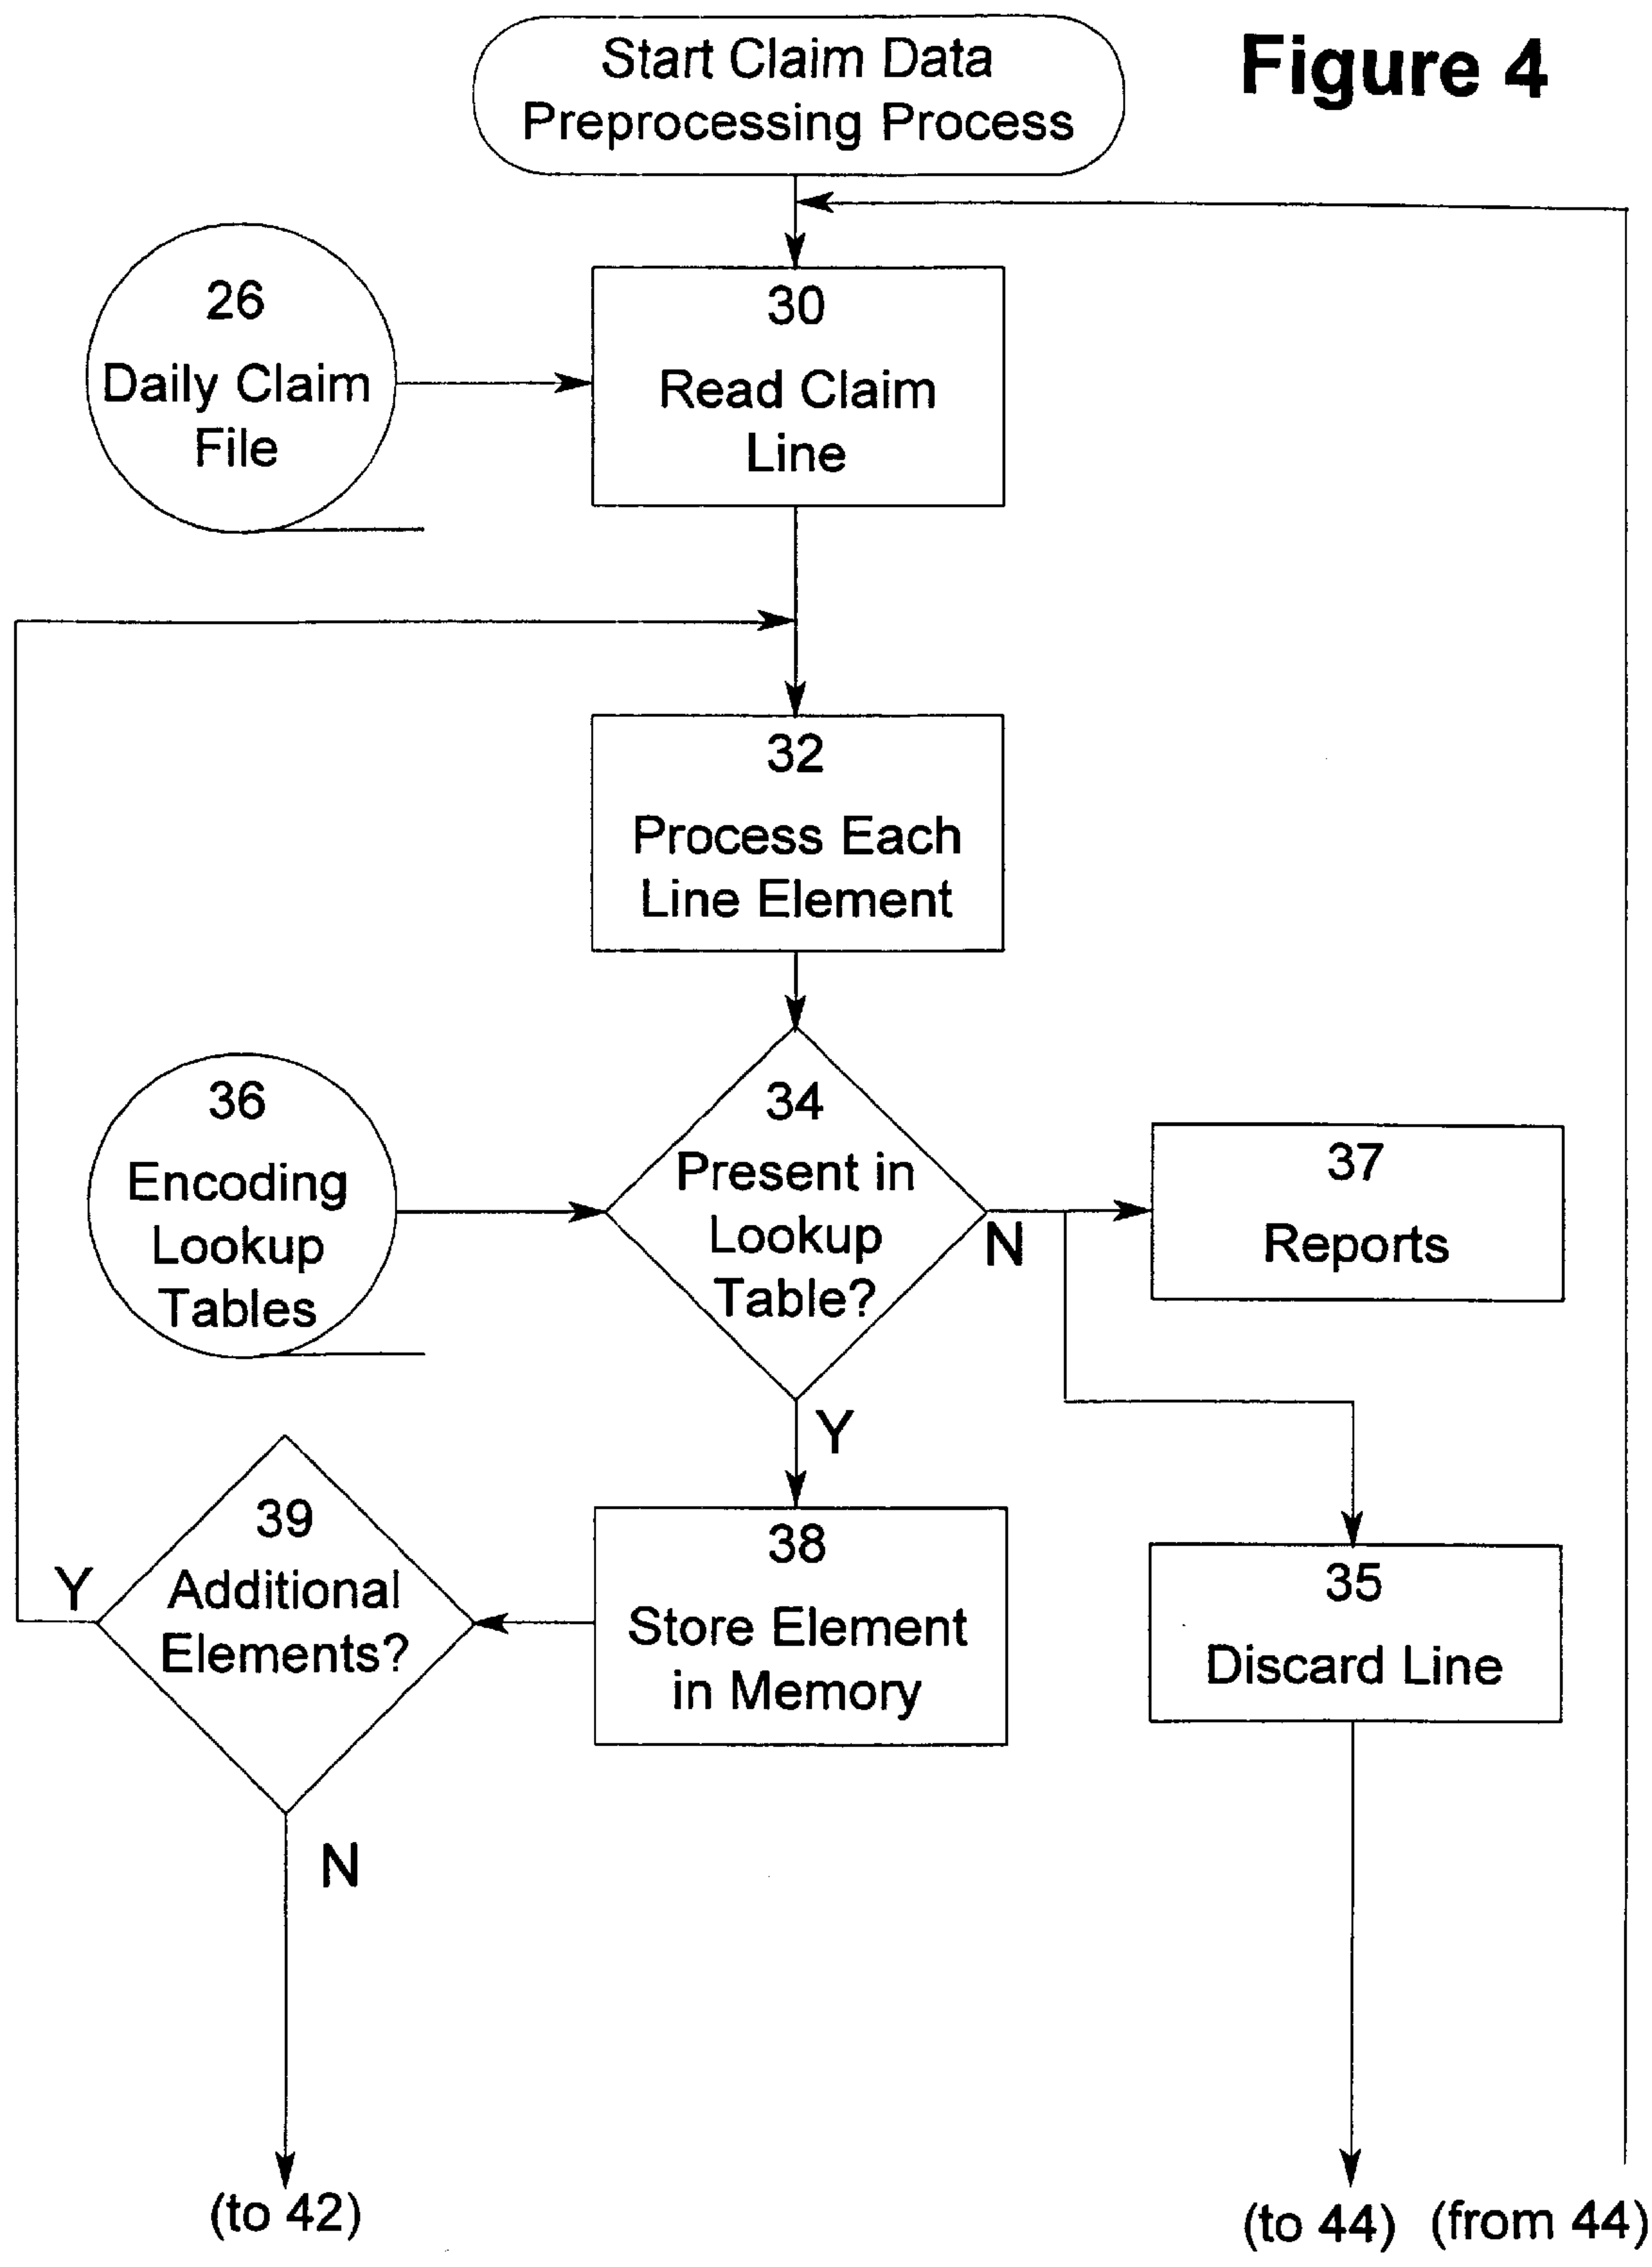 Start Claim Data
Preprocessing Process
Figure 4
26
Daily Claim
File
30
Read Claim
Line
32
Process Each
Line Element
36
Encoding
Lookup
Tables
34
Present in
Lookup
Table?
N
Y
37
Reports
39
Additional
Elements?
Y
N
38
Store Element
in Memory
35
Discard Line
(to 42)
(to 44)
(from 44)